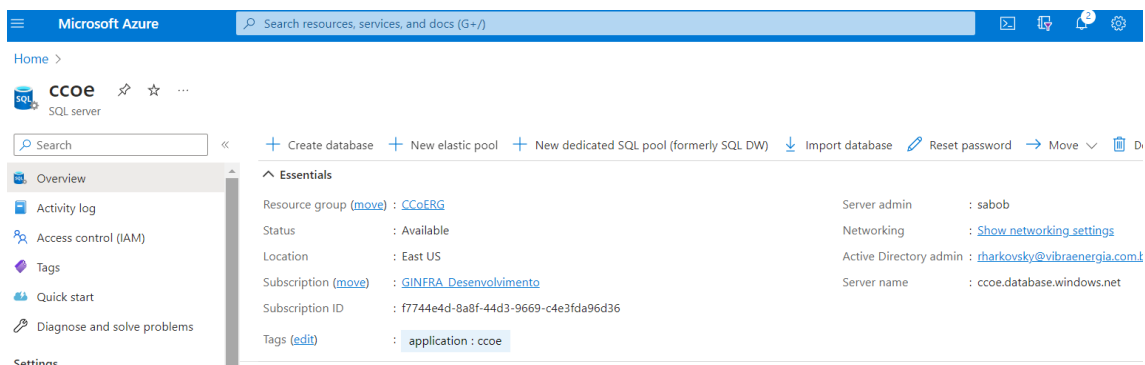 Microsoft Azure
Search resources, services, and docs (G+/)
2
Home >
ccoe
SQL
SQL server
Search
Create database
New elastic pool
New dedicated SQL pool (formerly SQL DW)
Import database
Reset password
Move
Overview
Activity log
Access control (IAM)
Tags
Quick start
Diagnose and solve problems
Settings
Essentials
Resource group (move) : CCoERG
Status : Available
Location : East US
Subscription (move) : GINFRA_Desenvolvimento
Subscription ID : f7744e4d-8a8f-44d3-9669-c4e3fda96d36
Tags (edit) : application : ccoe
Server admin : sabob
Networking : Show networking settings
Active Directory admin : rharkovsky@vibraenergia.com.b
Server name : ccoe.database.windows.net